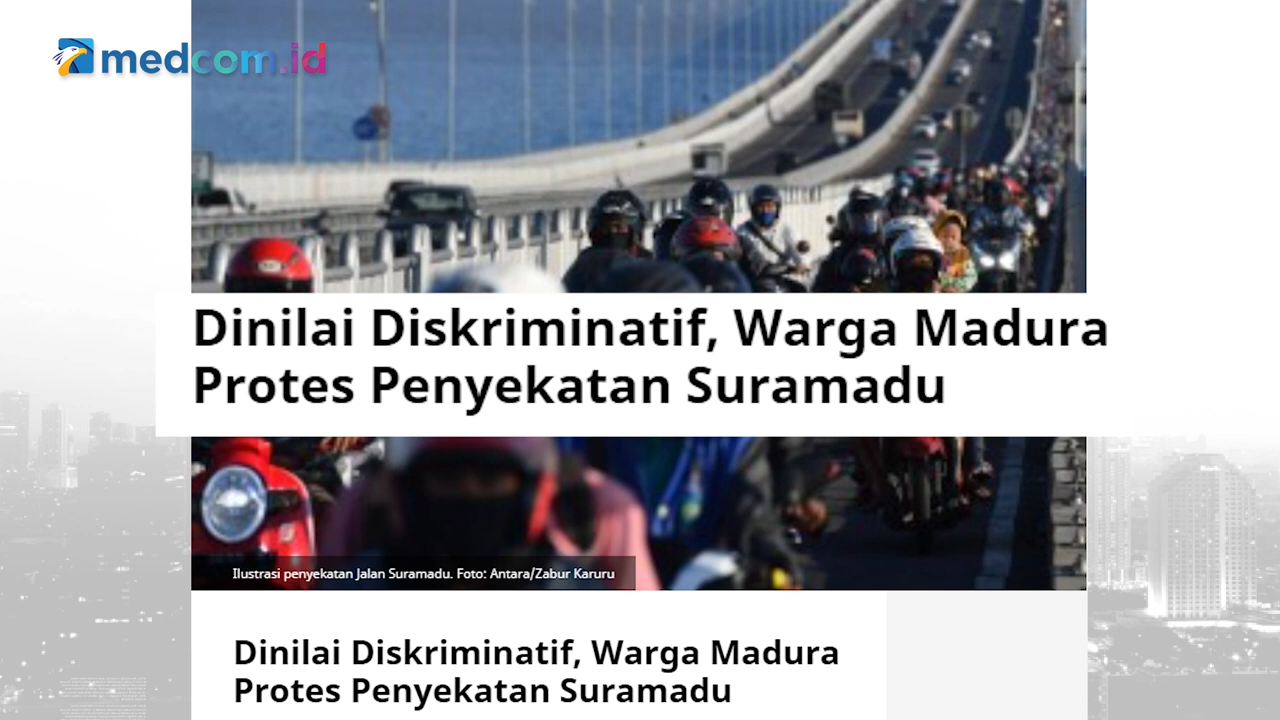 medcom.id
Dinilai Diskriminatif, Warga Madura
Protes Penyekatan Suramadu
Ilustrasi penyekatan Jalan Suramadu. Foto: Antara/Zabur Karuru
Dinilai Diskriminatif, Warga Madura
Protes Penyekatan Suramadu